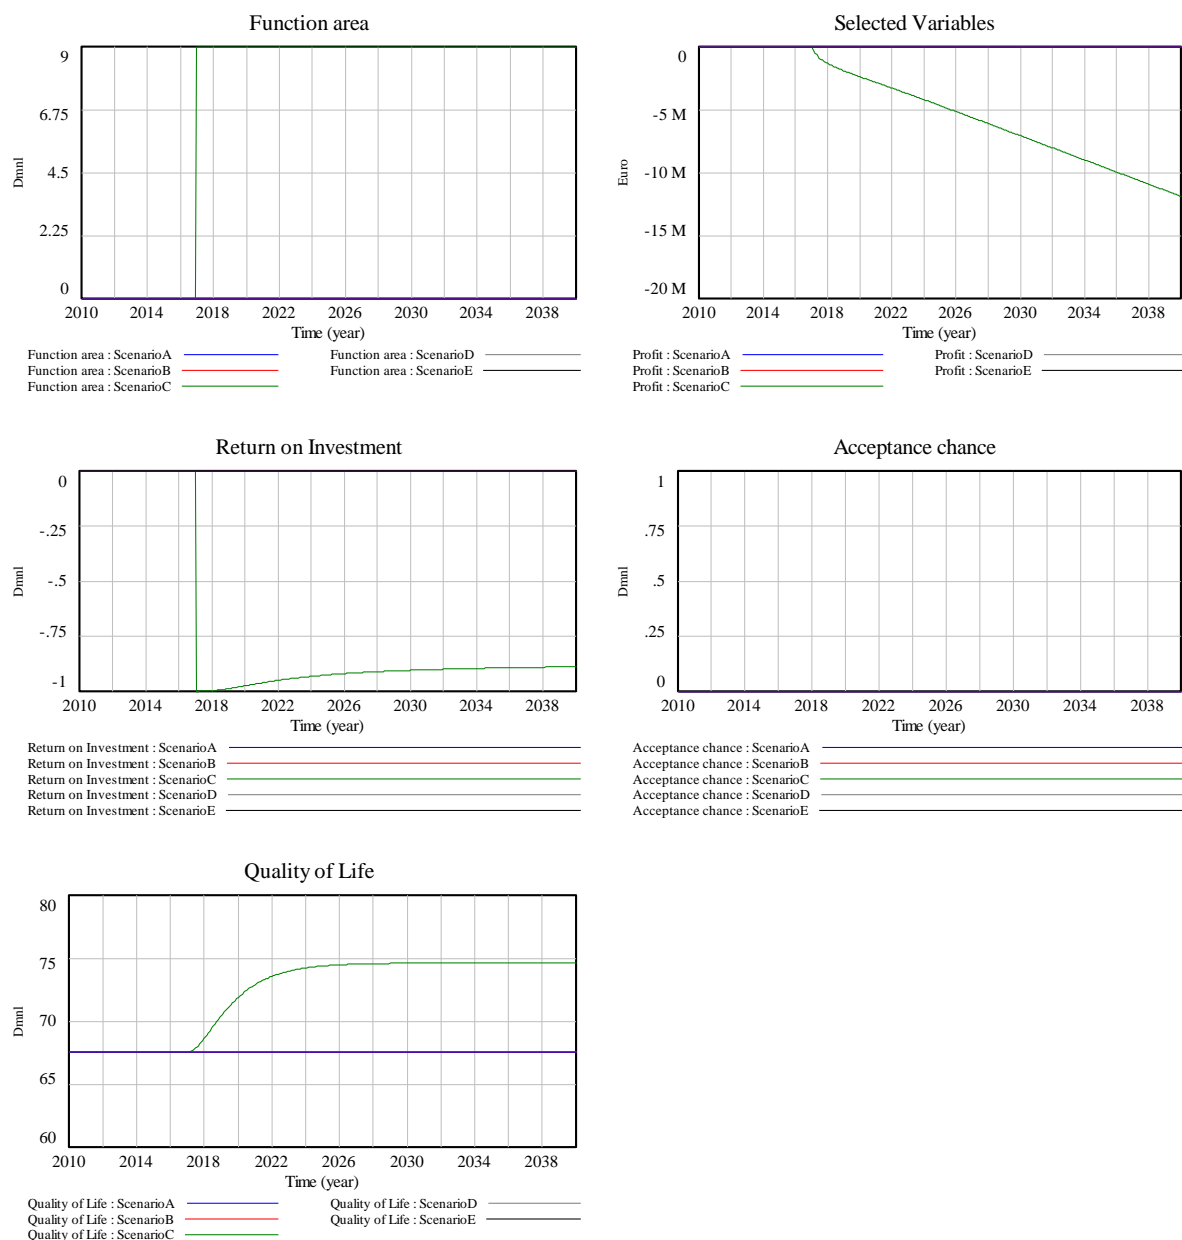 Function area
9
6.75
4.5
2.25
0
Dmnl
2010 2014 2018 2022 2026 2030 2034 2038
Time (year)
Function area : ScenarioA
Function area : ScenarioB
Function area : ScenarioC
Function area : ScenarioD
Function area : ScenarioE
Selected Variables
0
-5 M
-10 M
-15 M
-20 M
Euro
2010 2014 2018 2022 2026 2030 2034 2038
Time (year)
Profit : ScenarioA
Profit : ScenarioB
Profit : ScenarioC
Profit : ScenarioD
Profit : ScenarioE
Return on Investment
0
-.25
-.5
-.75
-1
Dmnl
2010 2014 2018 2022 2026 2030 2034 2038
Time (year)
Return on Investment : ScenarioA
Return on Investment : ScenarioB
Return on Investment : ScenarioC
Return on Investment : ScenarioD
Return on Investment : ScenarioE
Acceptance chance
1
.75
.5
.25
0
Dmnl
2010 2014 2018 2022 2026 2030 2034 2038
Time (year)
Acceptance chance : ScenarioA
Acceptance chance : ScenarioB
Acceptance chance : ScenarioC
Acceptance chance : ScenarioD
Acceptance chance : ScenarioE
Quality of Life
80
75
70
65
60
Dmnl
2010 2014 2018 2022 2026 2030 2034 2038
Time (year)
Quality of Life : ScenarioA
Quality of Life : ScenarioB
Quality of Life : ScenarioC
Quality of Life : ScenarioD
Quality of Life : ScenarioE